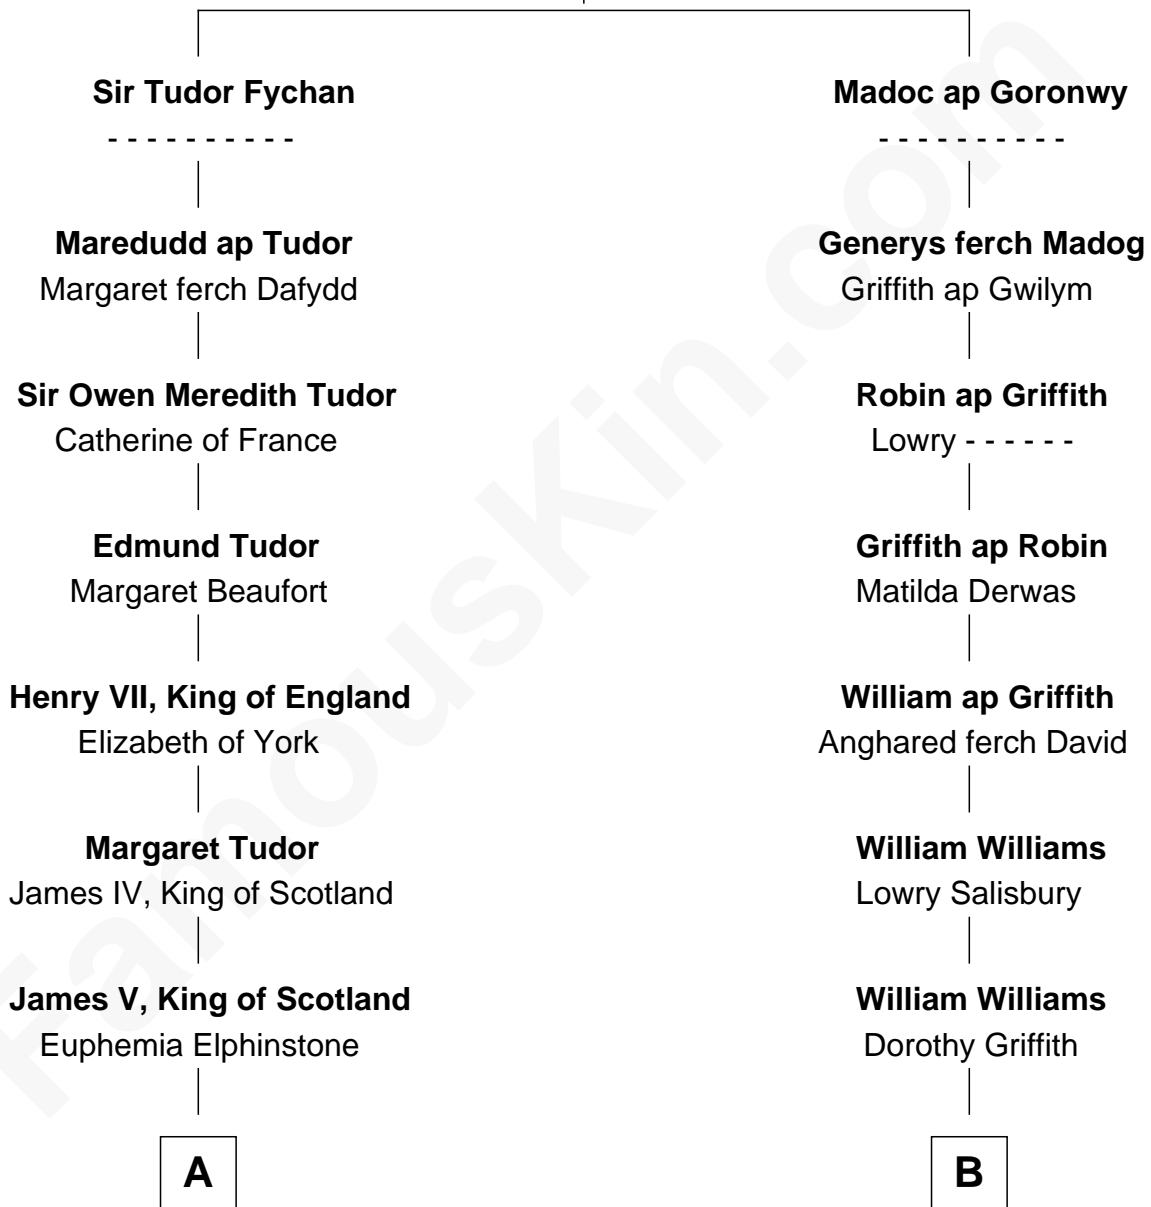 Sir Tudor Fychan
- - - - - - - - - -
Maredudd ap Tudor
Margaret ferch Dafydd
Sir Owen Meredith Tudor
Catherine of France
Edmund Tudor
Margaret Beaufort
Henry VII, King of England
Elizabeth of York
Margaret Tudor
James IV, King of Scotland
James V, King of Scotland
Euphemia Elphinstone
A
Madoc ap Goronwy
- - - - - - - - - -
Generys ferch Madog
Griffith ap Gwilym
Robin ap Griffith
Lowry - - - - - -
Griffith ap Robin
Matilda Derwas
William ap Griffith
Anghared ferch David
William Williams
Lowry Salisbury
William Williams
Dorothy Griffith
B
FamousKin.com